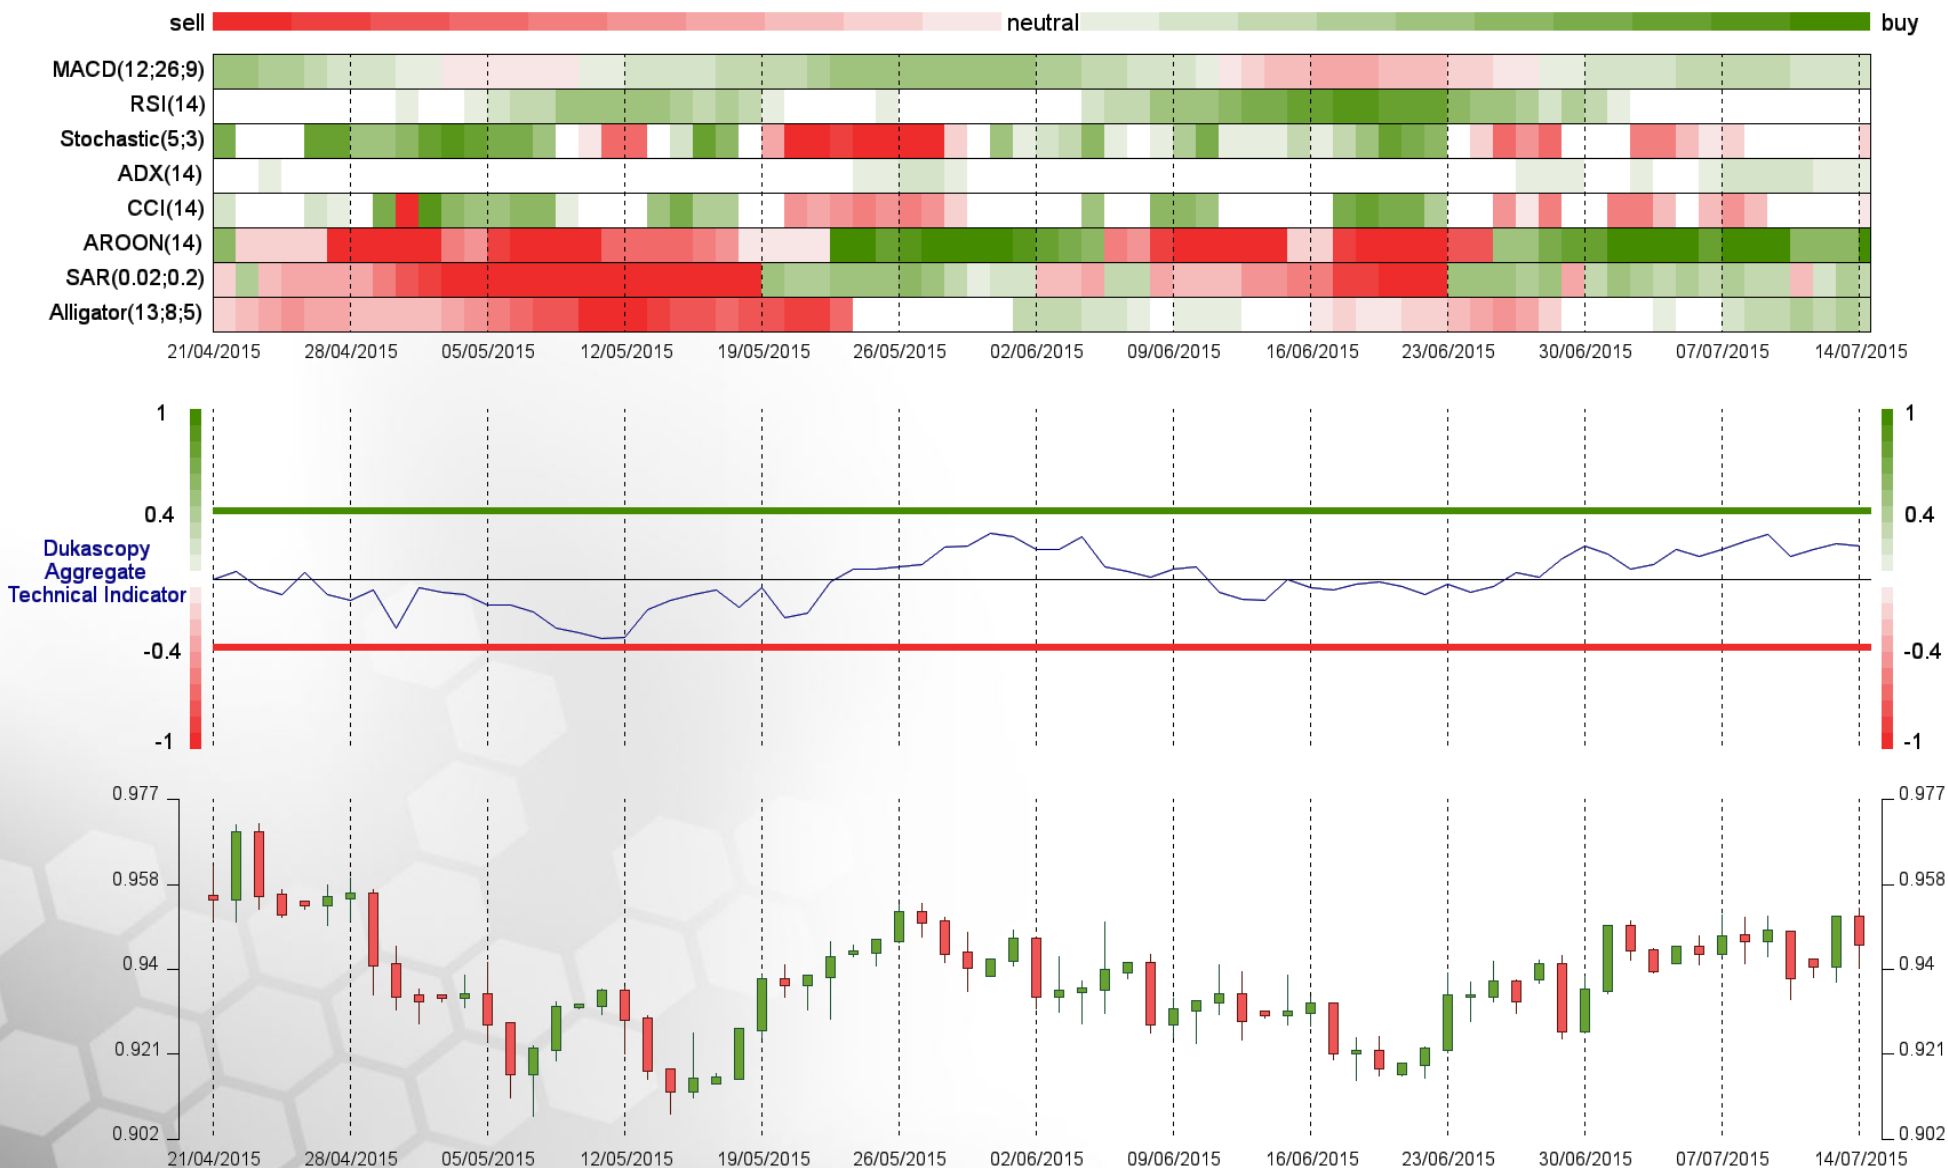 sell neutral buy
MACD(12;26;9)
RSI(14)
Stochastic(5;3)
ADX(14)
CCI(14)
AROON(14)
SAR(0.02;0.2)
Alligator(13;8;5)
21/04/2015 28/04/2015 05/05/2015 12/05/2015 19/05/2015 26/05/2015 02/06/2015 09/06/2015 16/06/2015 23/06/2015 30/06/2015 07/07/2015 14/07/2015
1 1
0.4 0.4
Dukascopy
Aggregate
Technical Indicator
-0.4 -0.4
-1 -1
0.977 0.977
0.958 0.958
0.94 0.94
0.921 0.921
0.902 0.902
21/04/2015 28/04/2015 05/05/2015 12/05/2015 19/05/2015 26/05/2015 02/06/2015 09/06/2015 16/06/2015 23/06/2015 30/06/2015 07/07/2015 14/07/2015